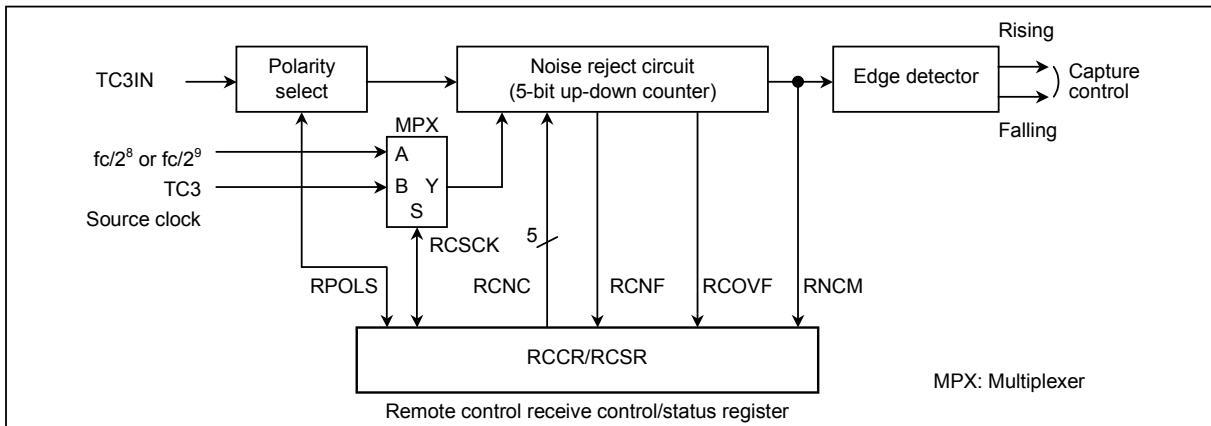 Rising
TC3IN
Polarity
select
Noise reject circuit
(5-bit up-down counter)
Edge detector
Capture
control
Falling
MPX
fc/2⁸ or fc/2⁹
A
TC3
B Y
Source clock
S
RCSCK
5
RPOLS
RCNC
RCNF
RCOVF
RNCM
RCCR/RCSR
MPX: Multiplexer
Remote control receive control/status register